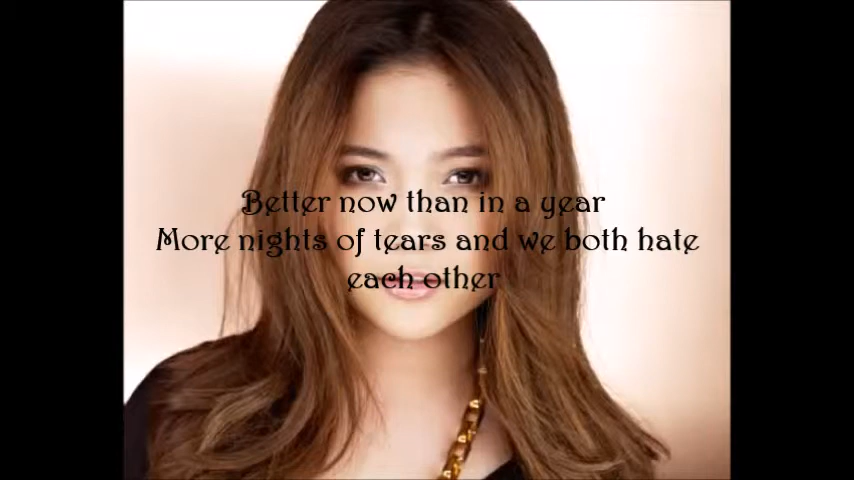 Better now than in a year
More nights of tears and we both hate
each other